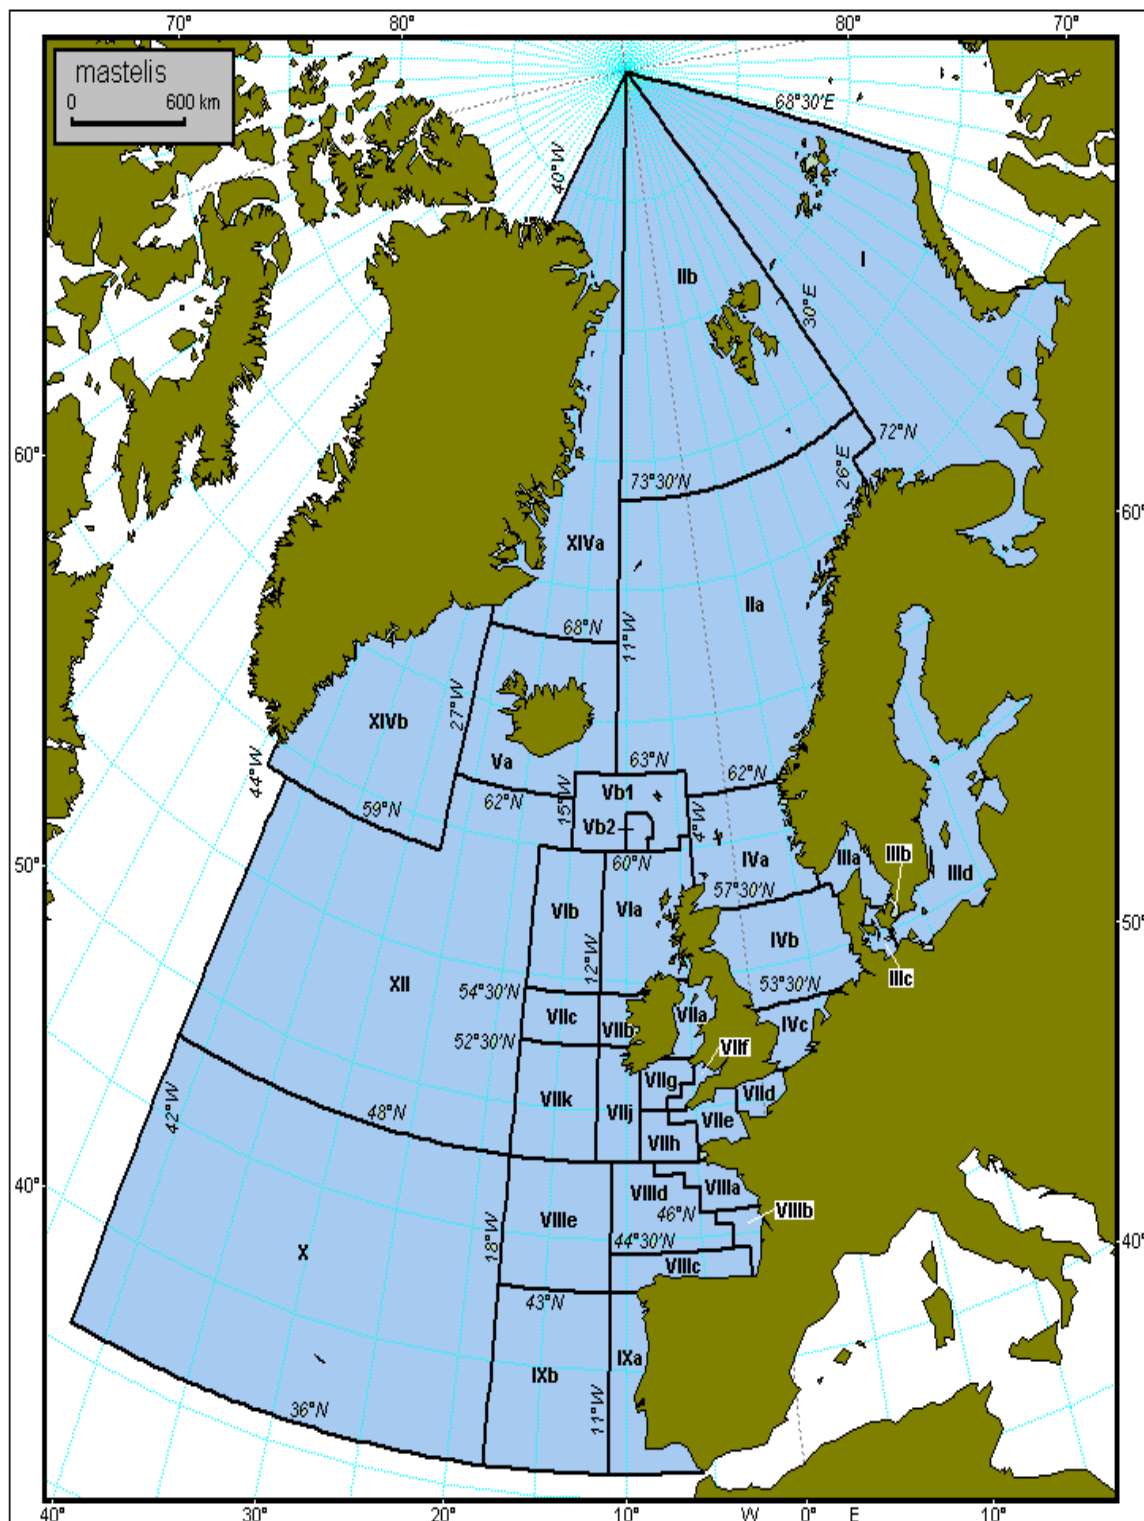 70° 80° 80° 70°
mastelis
0 600 km
68°30'E
40°W
I
IIb
30°E
60°
72°N
26°E
73°30'N
60°
XIVa
IIa
68°N
11°W
27°W
XIVb
Va
63°N
62°N
44°W
62°N
15°W
Vb1
59°N
Vb2
4°W
50°
60°N
IVa
IIIa
IIIb
IIId
57°30'N
VIb
VIa
50°
IVb
12°W
IIIc
XII
54°30'N
53°30'N
VIIc
VIIb
VIIa
IVc
52°30'N
VIIf
VIIg
VIIk
VIIj
VIId
48°N
42°W
VIIe
VIIh
40°
VIIId
VIIIa
46°N
VIIIb
VIIIe
18°W
44°30'N
40°
X
VIIIc
43°N
IXb
IXa
11°W
36°N
40° 30° 20° 10° W 0° E 10°